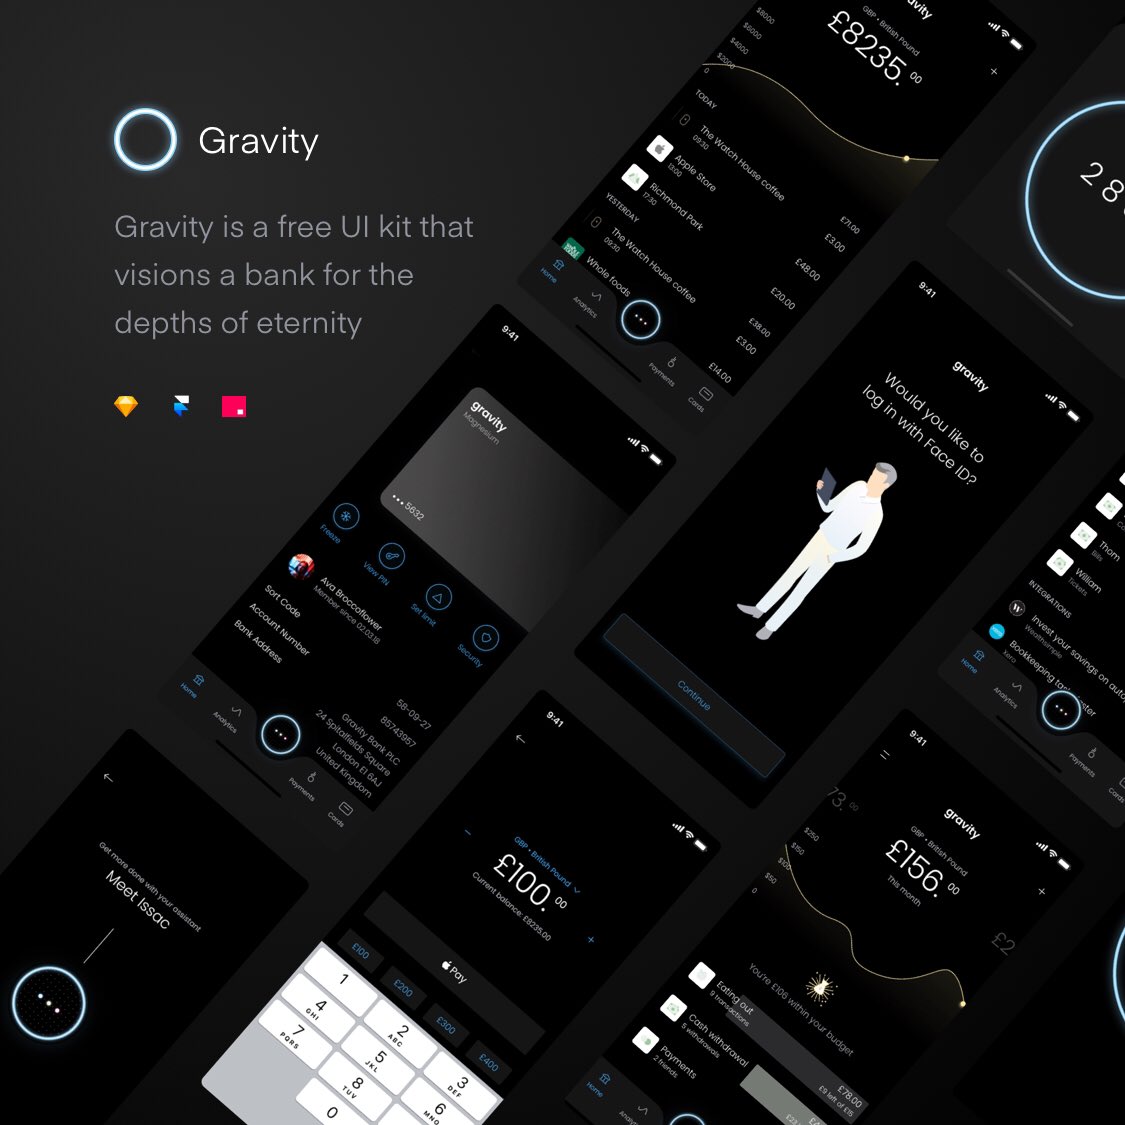 Gravity
Gravity is a free UI kit that
visions a bank for the
depths of eternity
gravity
GBP • British Pound
£8235.00
$8000
$6000
$4000
$2000
0
TODAY
The Watch House coffee
09:30
£71.00
£3.00
Apple Store
13:00
£48.00
Richmond Park
17:30
£20.00
YESTERDAY
The Watch House coffee
09:30
£38.00
£3.00
Whole foods
£14.00
Home
Analytics
Payments
Cards
9:41
gravity
Magnesium
•••5632
Freeze
View PIN
Set limit
Security
Ava Broccoflower
Member since 02.03.18
Sort Code
58-09-27
Account Number
85743957
Bank Address
Gravity Bank PLC
24 Spitalfields Square
London E1 6AJ
United Kingdom
Home
Analytics
Payments
Cards
9:41
gravity
Would you like to
log in with Face ID?
Continue
Thom
Bills
William
Tickets
INTEGRATIONS
Invest your savings on auto
Wealthsimple
Xero
Home
Analytics
Payments
Cards
Get more done with your assistant
Meet Issac
9:41
GBP • British Pound
£100.00
Current balance: £8235.00
Pay
£100
£200
£300
£400
1
2
ABC
3
DEF
4
GHI
5
JKL
6
MNO
7
PQRS
8
TUV
0
9:41
gravity
GBP • British Pound
£156.00
This month
73.00
£2
$250
$150
$100
$50
0
You're £106 within your budget
Eating out
9 transactions
£78.00
£9 left of £15
Cash withdrawal
5 withdrawals
Payments
2 friends
Home